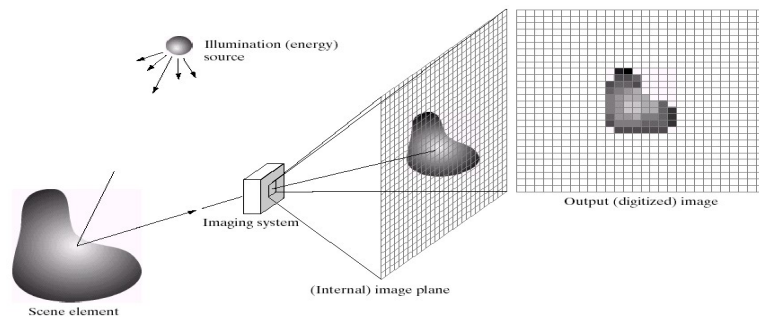 Illumination (energy)
source
Imaging system
Output (digitized) image
(Internal) image plane
Scene element